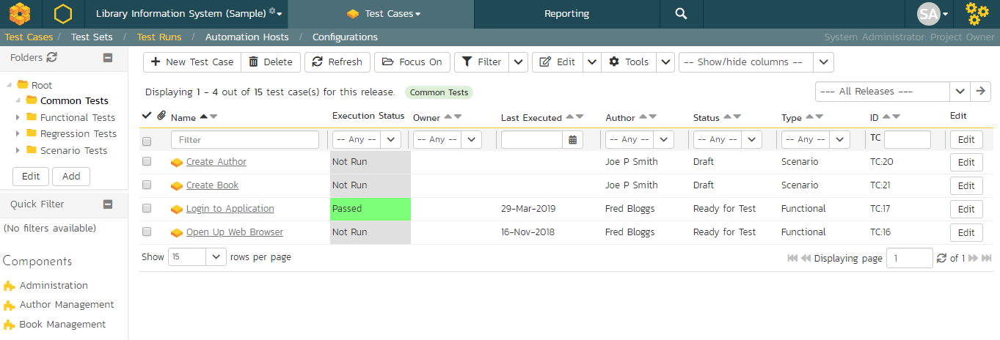 Library Information System (Sample) Test Cases Reporting SA
Test Cases / Test Sets / Test Runs / Automation Hosts / Configurations System Administrator: Project Owner
Folders
Root
Common Tests
Functional Tests
Regression Tests
Scenario Tests
Edit Add
Quick Filter
(No filters available)
Components
Administration
Author Management
Book Management
New Test Case Delete Refresh Focus On Filter Edit Tools -- Show/hide columns --
Displaying 1 - 4 out of 15 test case(s) for this release. Common Tests --- All Releases ---
Name Execution Status Owner Last Executed Author Status Type ID Edit
Filter -- Any -- -- Any -- -- Any -- -- Any -- -- Any -- TC Edit
Create Author Not Run Joe P Smith Draft Scenario TC:20 Edit
Create Book Not Run Joe P Smith Draft Scenario TC:21 Edit
Login to Application Passed 29-Mar-2019 Fred Bloggs Ready for Test Functional TC:17 Edit
Open Up Web Browser Not Run 16-Nov-2018 Fred Bloggs Ready for Test Functional TC:16 Edit
Show 15 rows per page Displaying page 1 of 1